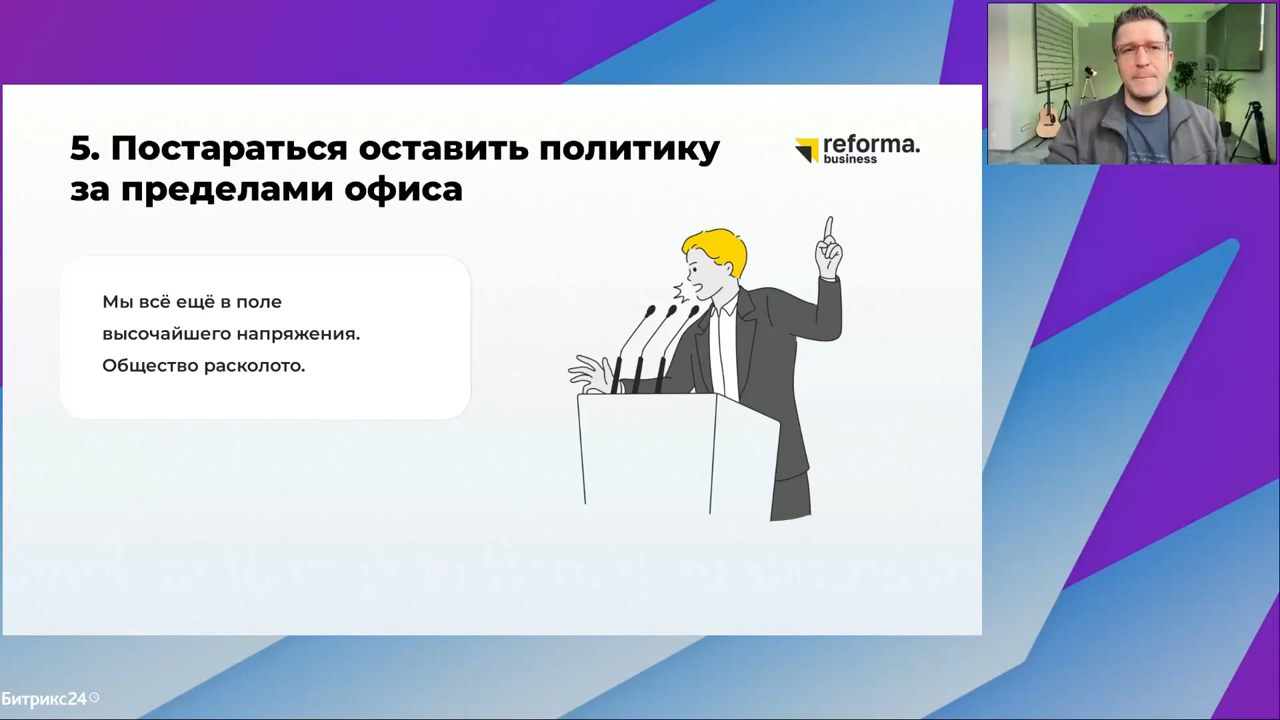 5. Постараться оставить политику
за пределами офиса
reforma.
business
Мы всё ещё в поле
высочайшего напряжения.
Общество расколото.
Битрикс24